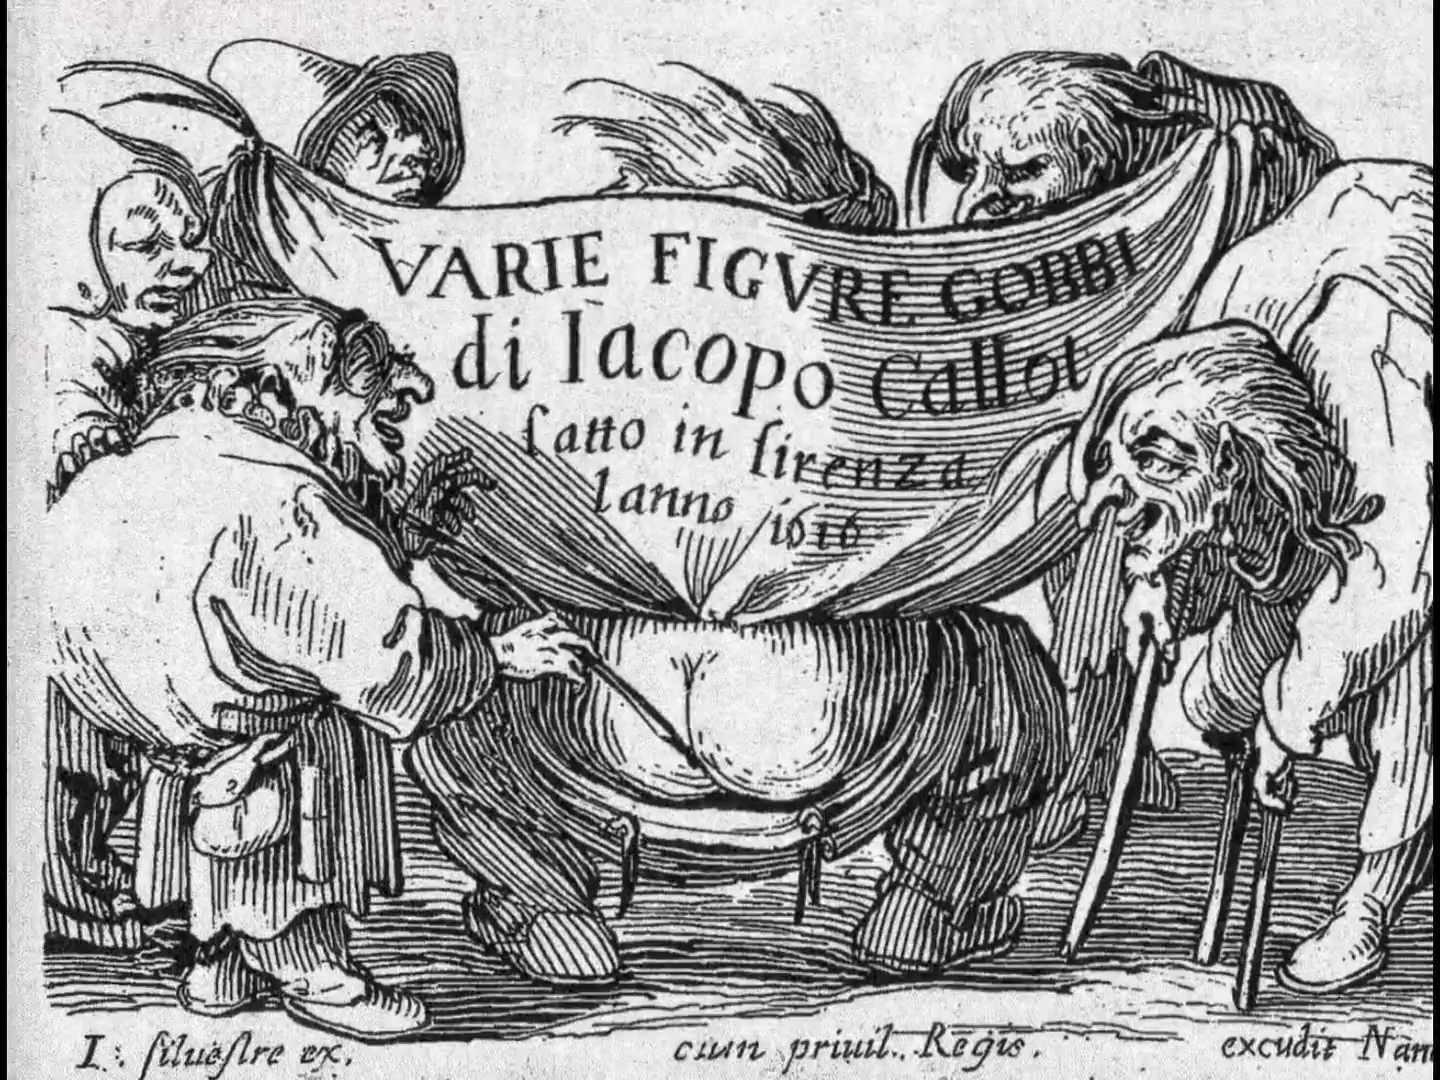 VARIE FIGVRE GOBBI
di Iacopo Callot
fatto in firenza
lanno 1616
I. siluestre ex. cum priuil. Regis. excudit